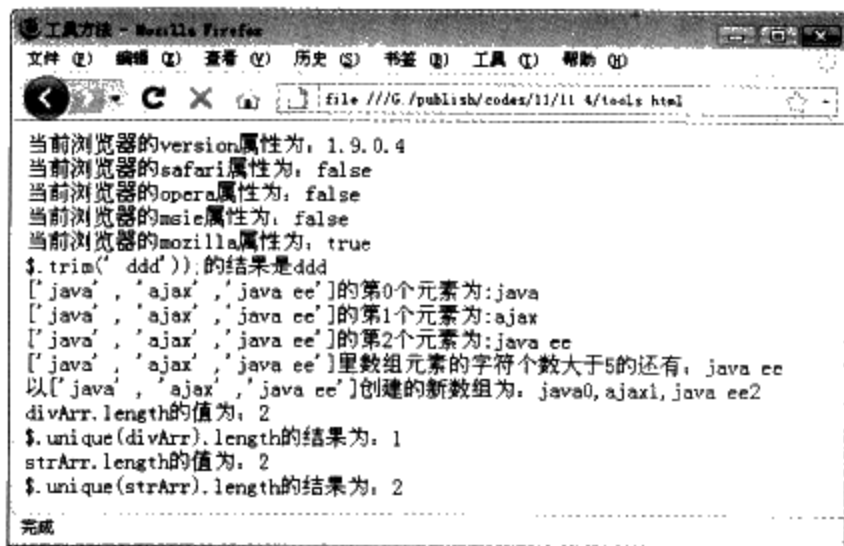 工具方法 - Mozilla Firefox
文件 (F) 编辑 (E) 查看 (V) 历史 (S) 书签 (B) 工具 (T) 帮助 (H)
file ///G /publish/codes/11/11 4/tools html
当前浏览器的version属性为：1.9.0.4
当前浏览器的safari属性为：false
当前浏览器的opera属性为：false
当前浏览器的msie属性为：false
当前浏览器的mozilla属性为：true
$.trim(' ddd'));的结果是ddd
['java' , 'ajax' ,'java ee']的第0个元素为:java
['java' , 'ajax' ,'java ee']的第1个元素为:ajax
['java' , 'ajax' ,'java ee']的第2个元素为:java ee
['java' , 'ajax' ,'java ee']里数组元素的字符个数大于5的还有：java ee
以['java' , 'ajax' ,'java ee']创建的新数组为：java0,ajax1,java ee2
divArr.length的值为：2
$.unique(divArr).length的结果为：1
strArr.length的值为：2
$.unique(strArr).length的结果为：2
完成